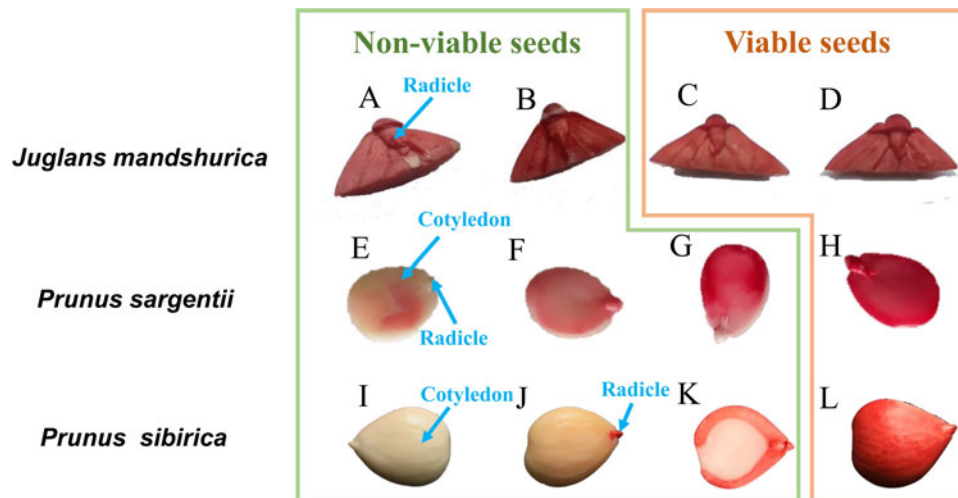 Non-viable seeds
Viable seeds
A
Radicle
B
C
D
Juglans mandshurica
Cotyledon
E
F
G
H
Prunus sargentii
Radicle
I
Cotyledon
J
Radicle
K
L
Prunus sibirica